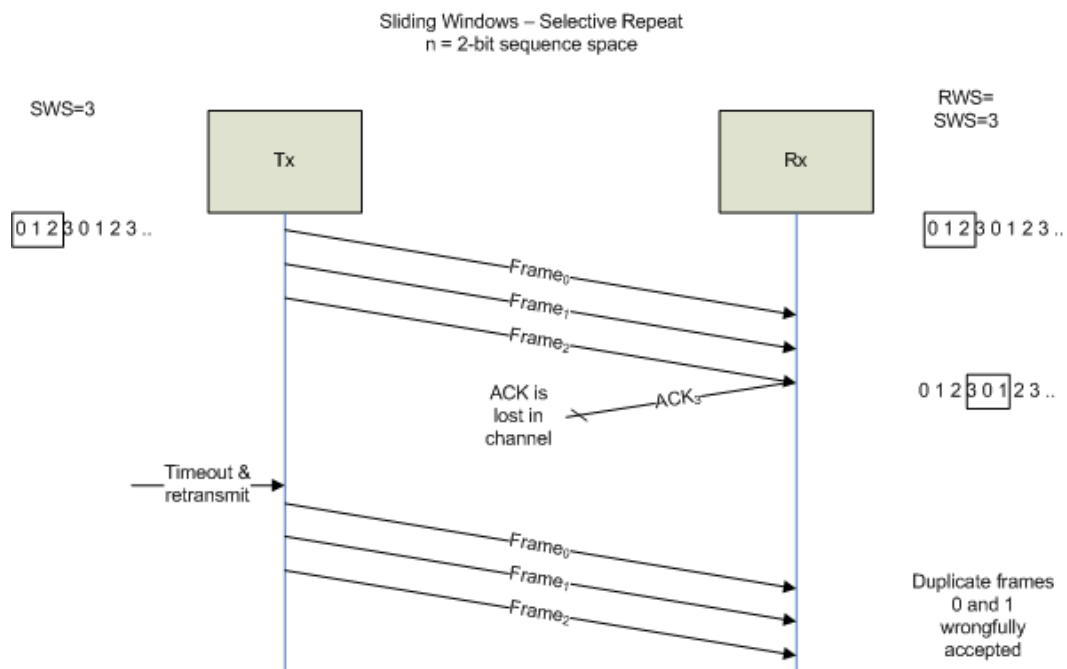 Sliding Windows – Selective Repeat
n = 2-bit sequence space
SWS=3
RWS=
SWS=3
Tx
Rx
0 1 2 3 0 1 2 3 ..
0 1 2 3 0 1 2 3 ..
Frame₀
Frame₁
Frame₂
ACK is
lost in
channel
ACK₃
0 1 2 3 0 1 2 3 ..
Timeout &
retransmit
Frame₀
Frame₁
Frame₂
Duplicate frames
0 and 1
wrongfully
accepted